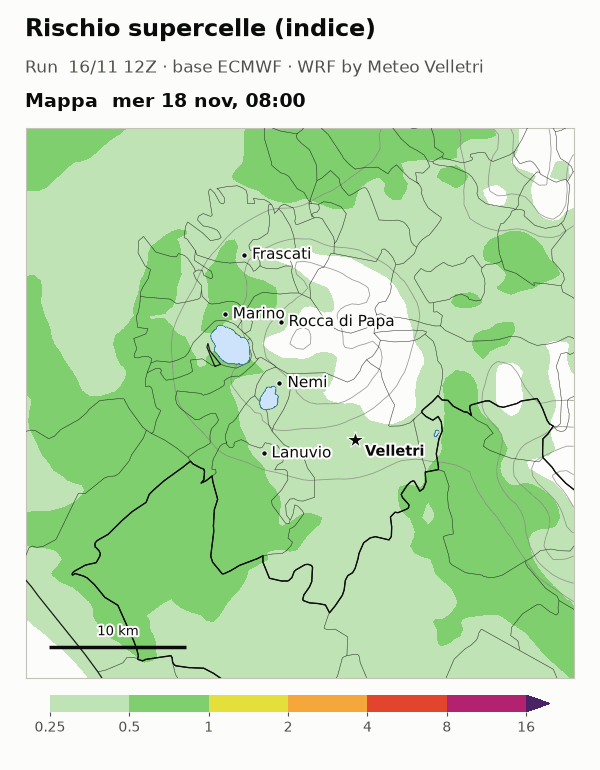 Rischio supercelle (indice)
Run  16/11 12Z · base ECMWF · WRF by Meteo Velletri
Mappa  mer 18 nov, 08:00
Frascati
Marino
Rocca di Papa
Nemi
Velletri
Lanuvio
10 km
0.25 0.5 1 2 4 8 16